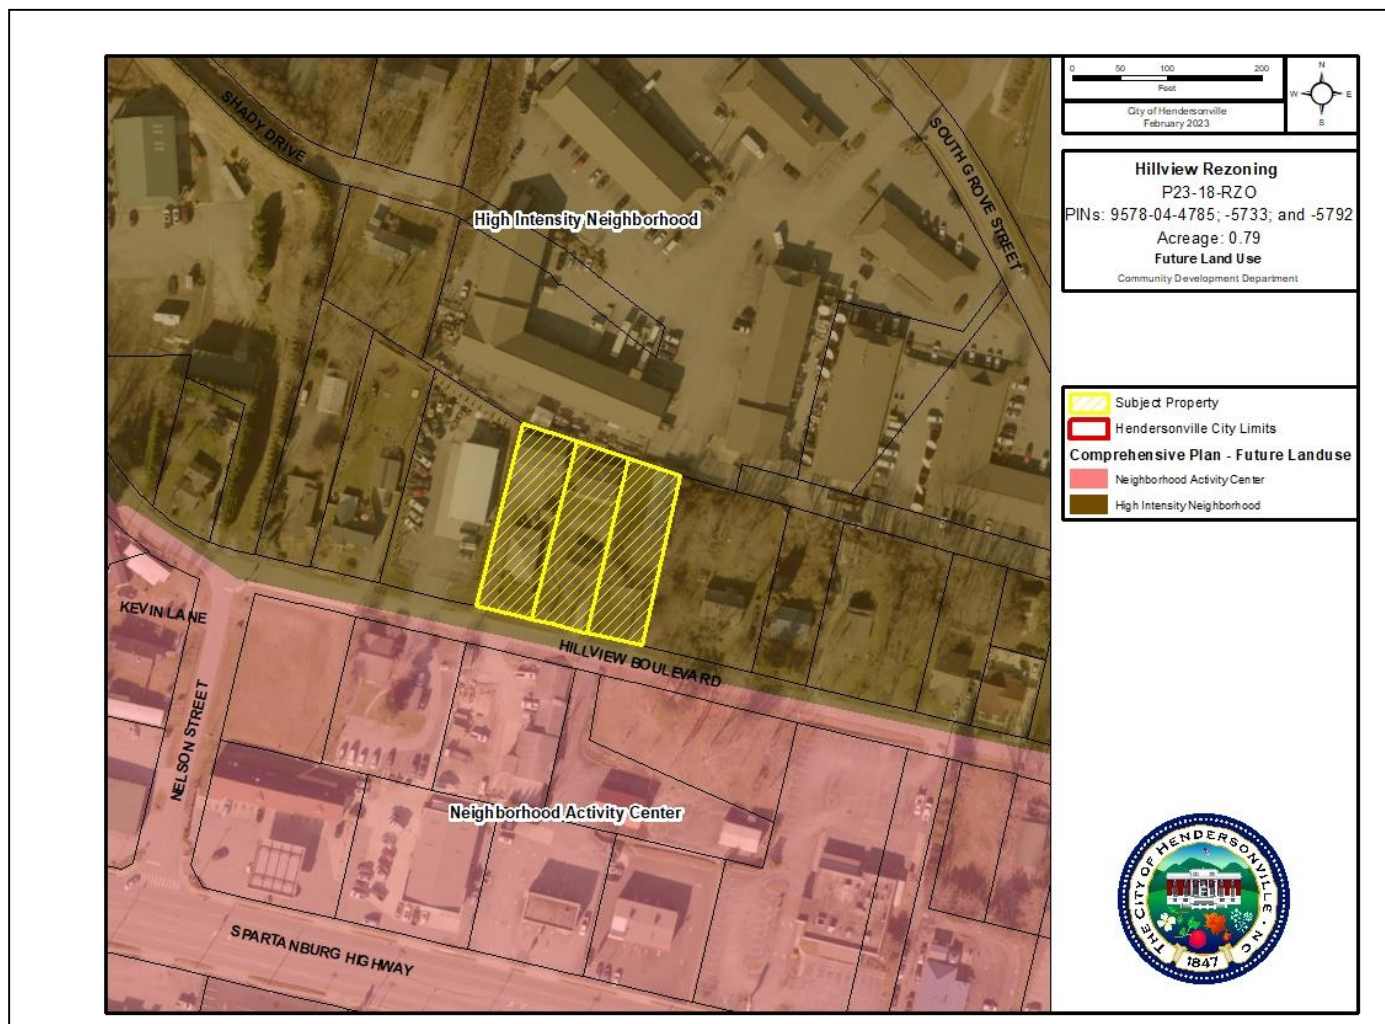 SHADY DRIVE
SOUTH GROVE STREET
High Intensity Neighborhood
KEVIN LANE
HILLVIEW BOULEVARD
NELSON STREET
Neighborhood Activity Center
SPARTANBURG HIGHWAY
0 50 100 200
Feet
City of Hendersonville
February 2023
N
W E
S
Hillview Rezoning
P23-18-RZO
PINs: 9578-04-4785; -5733; and -5792
Acreage: 0.79
Future Land Use
Community Development Department
Subject Property
Hendersonville City Limits
Comprehensive Plan - Future Landuse
Neighborhood Activity Center
High Intensity Neighborhood
THE CITY OF HENDERSONVILLE · NC
1847